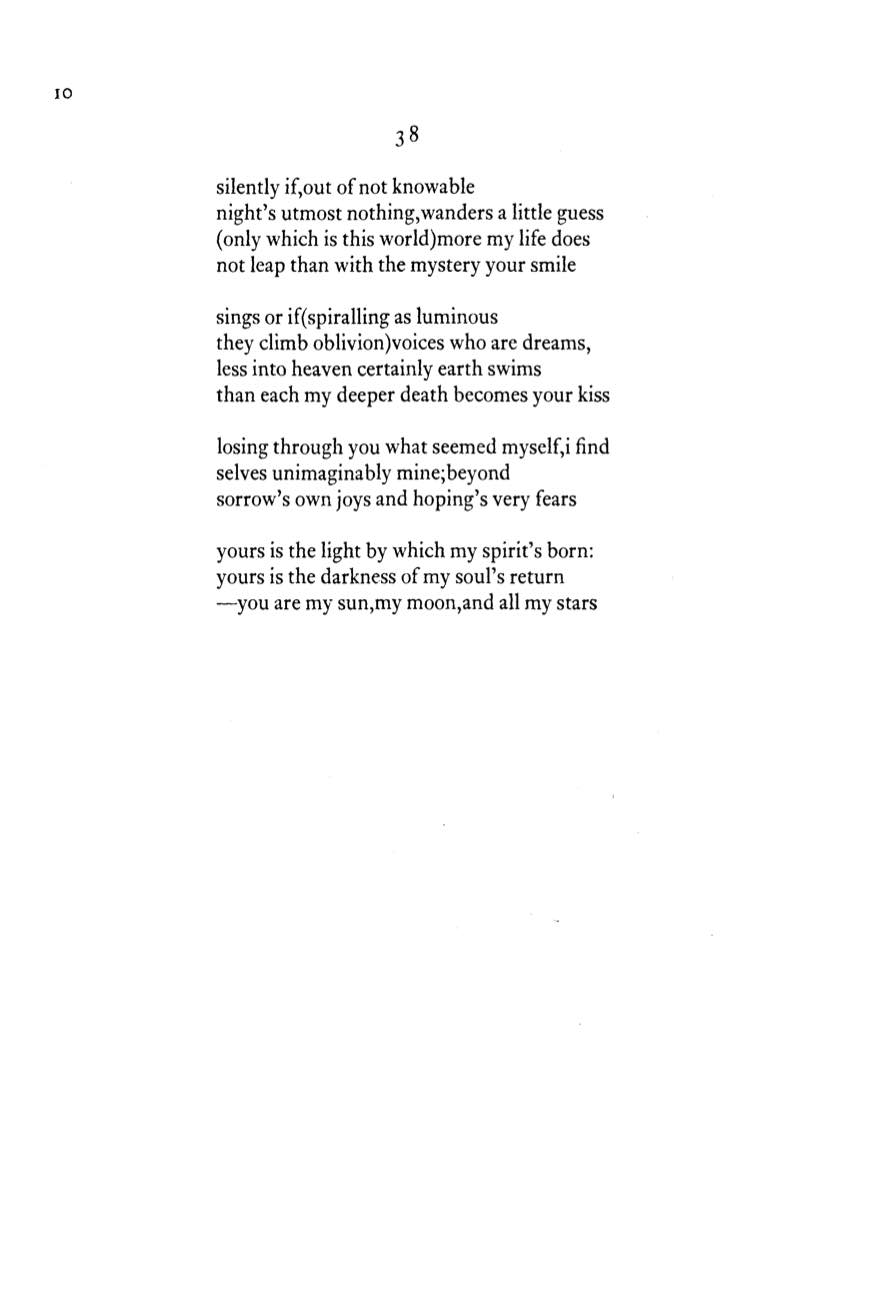 10
38
silently if,out of not knowable
night's utmost nothing,wanders a little guess
(only which is this world)more my life does
not leap than with the mystery your smile

sings or if(spiralling as luminous
they climb oblivion)voices who are dreams,
less into heaven certainly earth swims
than each my deeper death becomes your kiss

losing through you what seemed myself,i find
selves unimaginably mine;beyond
sorrow's own joys and hoping's very fears

yours is the light by which my spirit's born:
yours is the darkness of my soul's return
—you are my sun,my moon,and all my stars